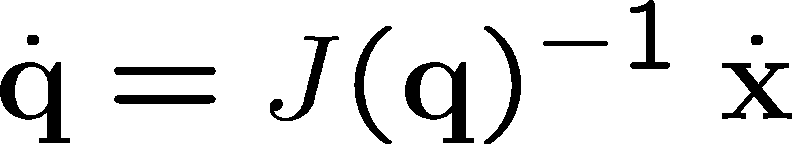 q̇ = J(q)⁻¹ ẋ